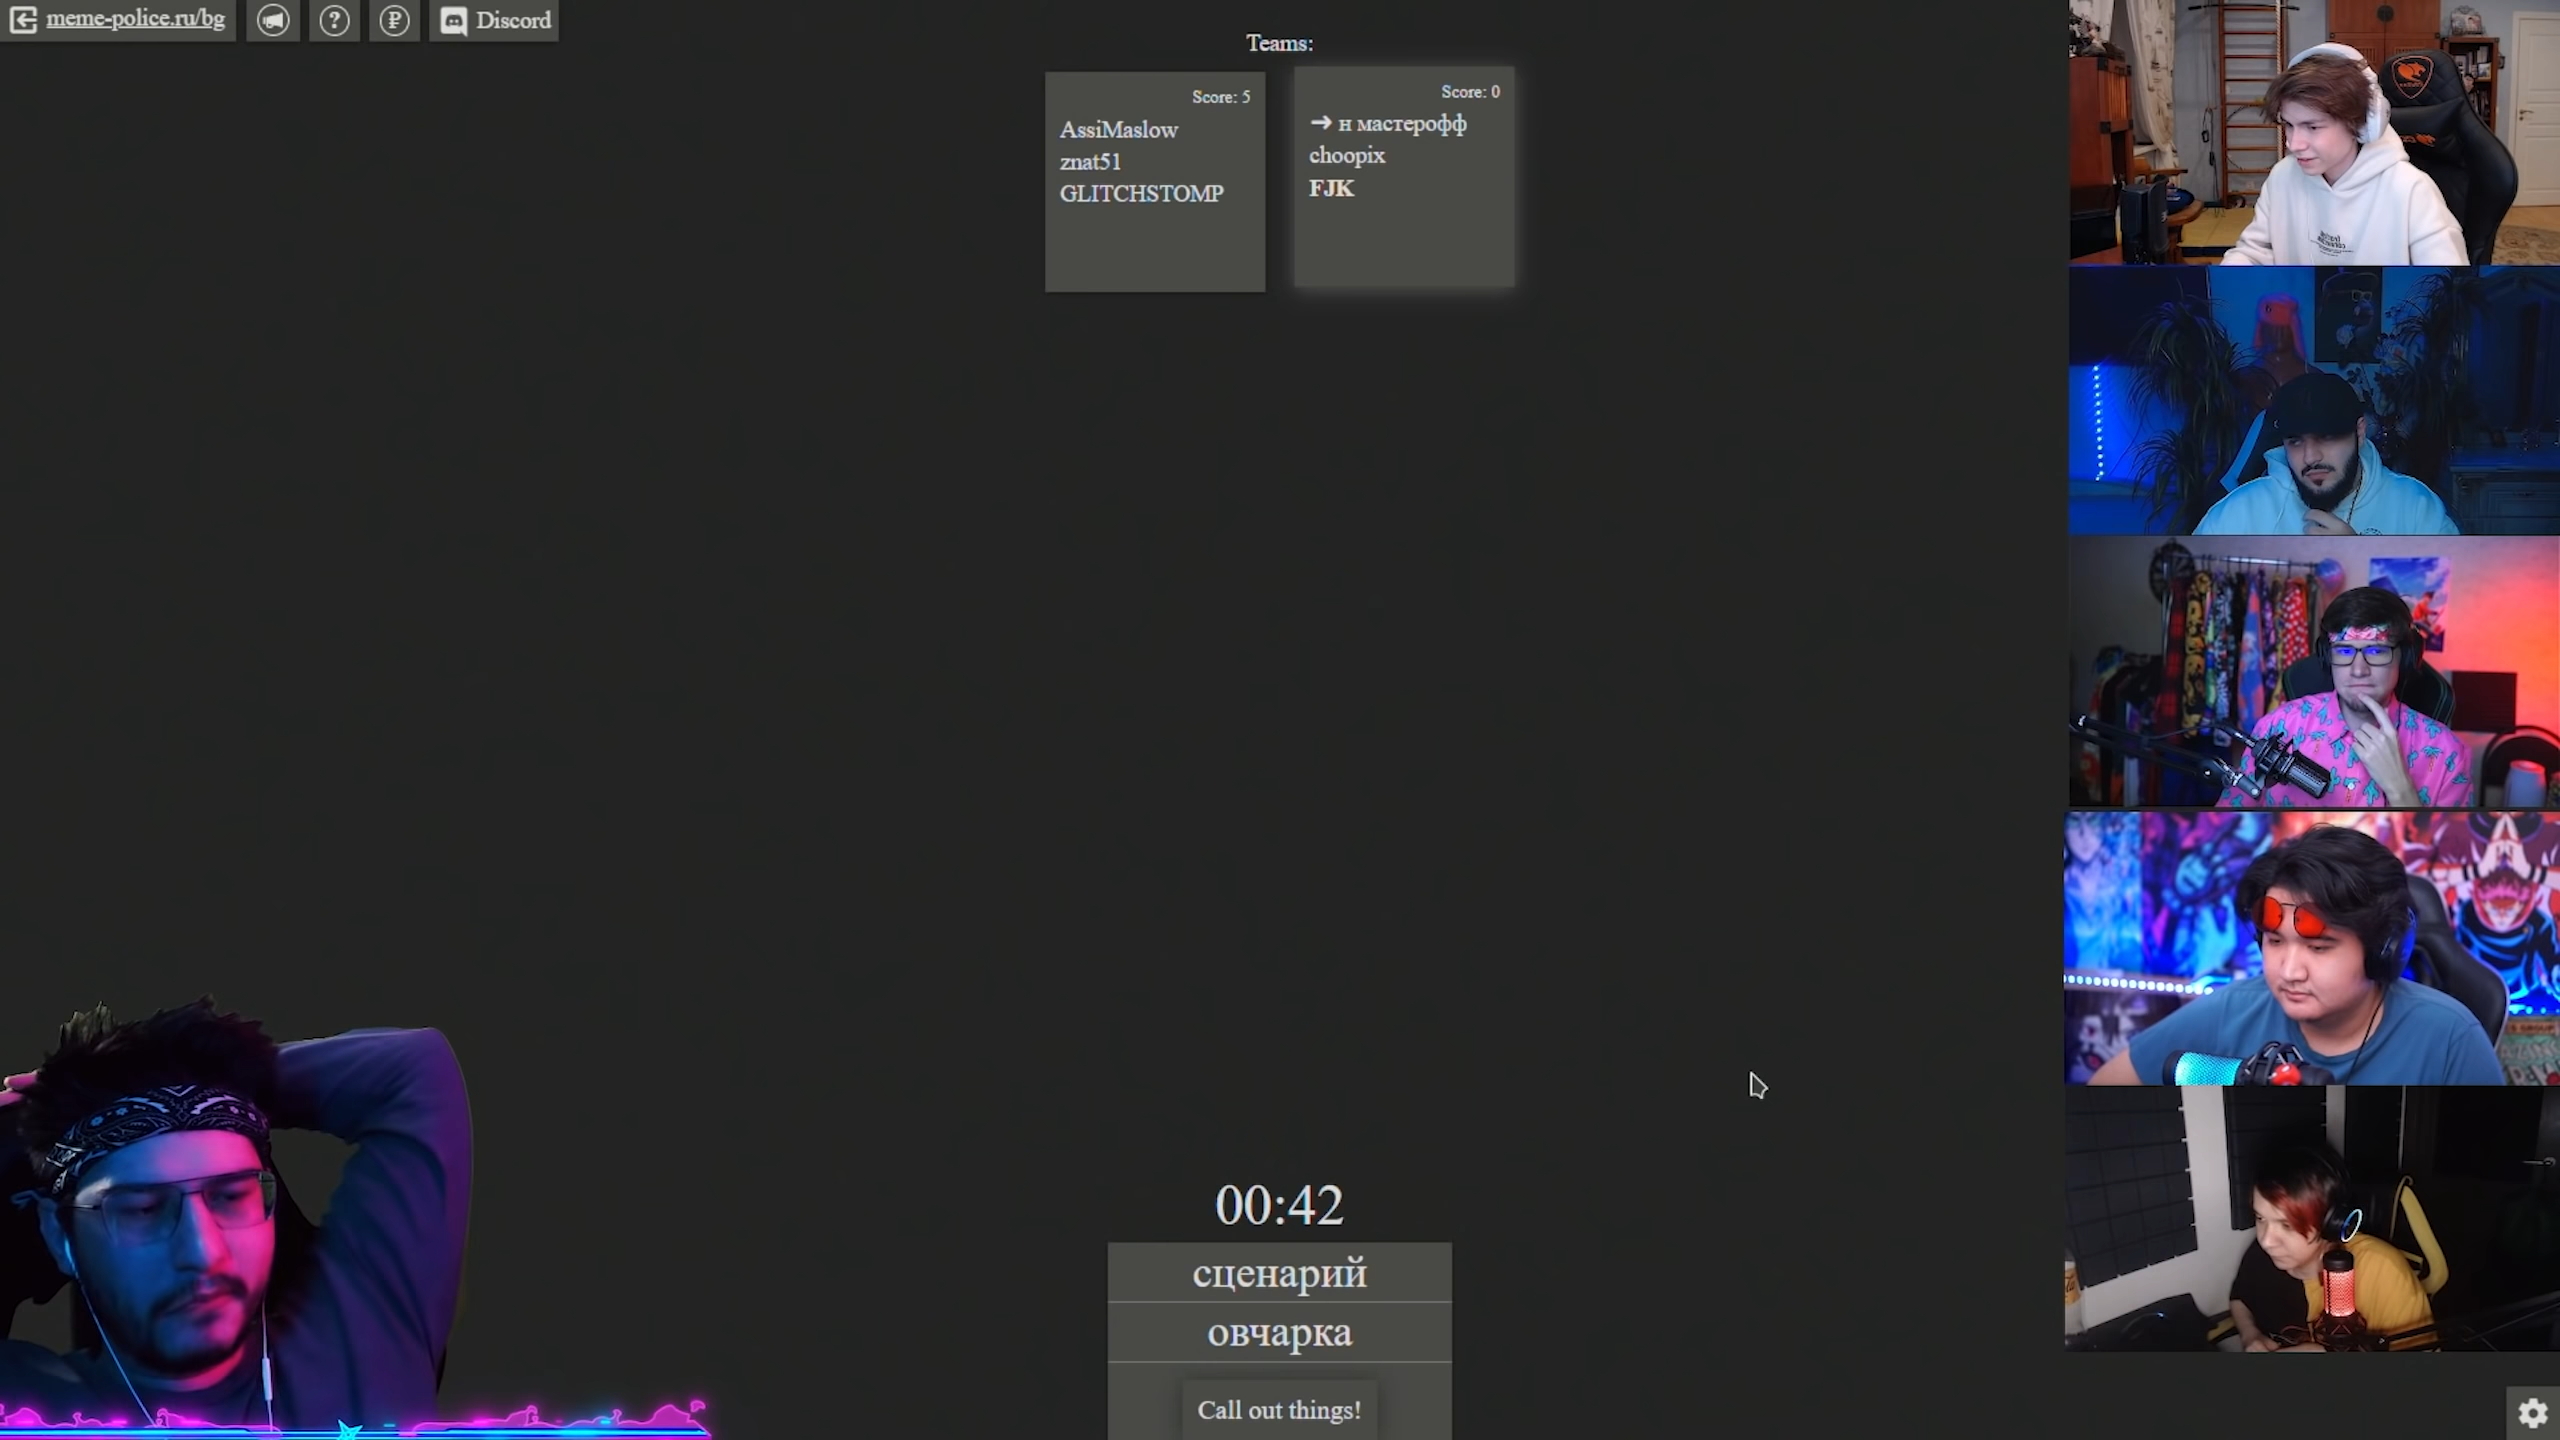 meme-police.ru/bg
Discord
Teams:
Score: 5
AssiMaslow
znat51
GLITCHSTOMP
Score: 0
➜ н мастерофф
choopix
FJK
00:42
сценарий
овчарка
Call out things!